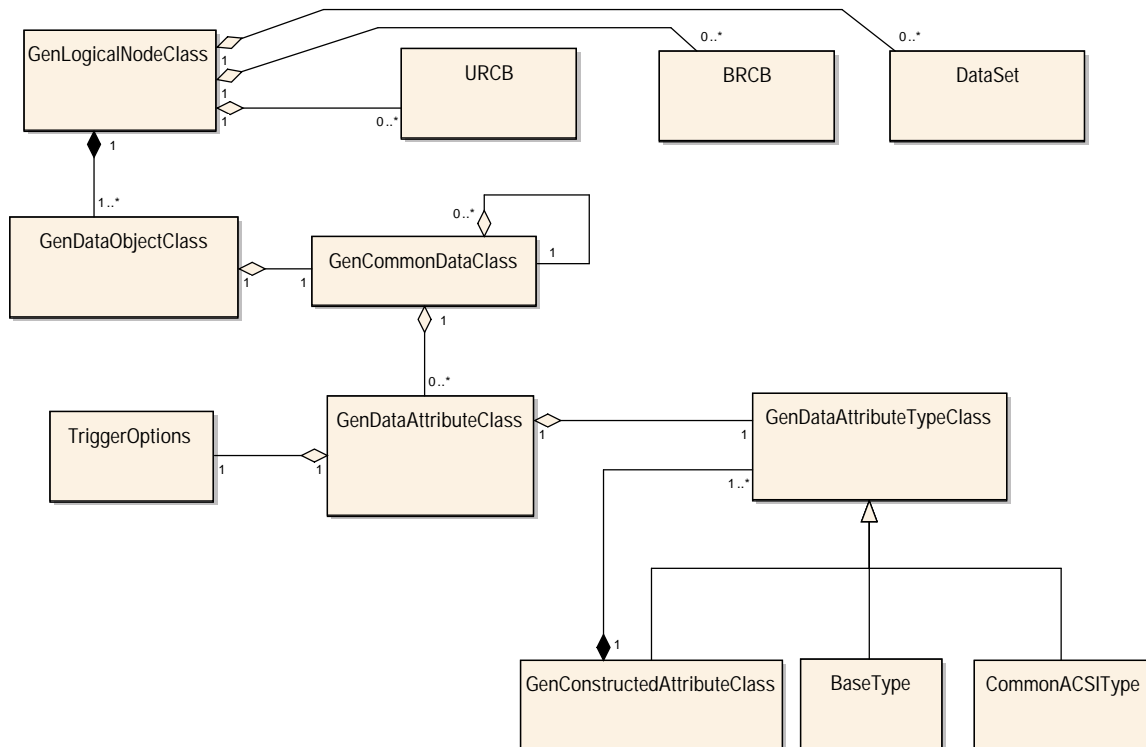 GenLogicalNodeClass
1
1
1
1
URCB
0..*
BRCB
0..*
DataSet
0..*
1..*
GenDataObjectClass
1
1
GenCommonDataClass
0..*
1
1
0..*
TriggerOptions
1
1
GenDataAttributeClass
1
1
GenDataAttributeTypeClass
1..*
1
GenConstructedAttributeClass
BaseType
CommonACSIType